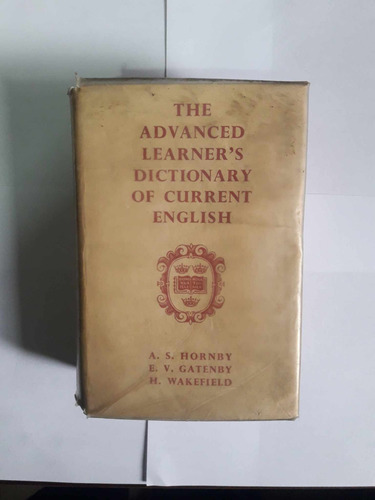 THE
ADVANCED
LEARNER'S
DICTIONARY
OF CURRENT
ENGLISH
A. S. HORNBY
E. V. GATENBY
H. WAKEFIELD